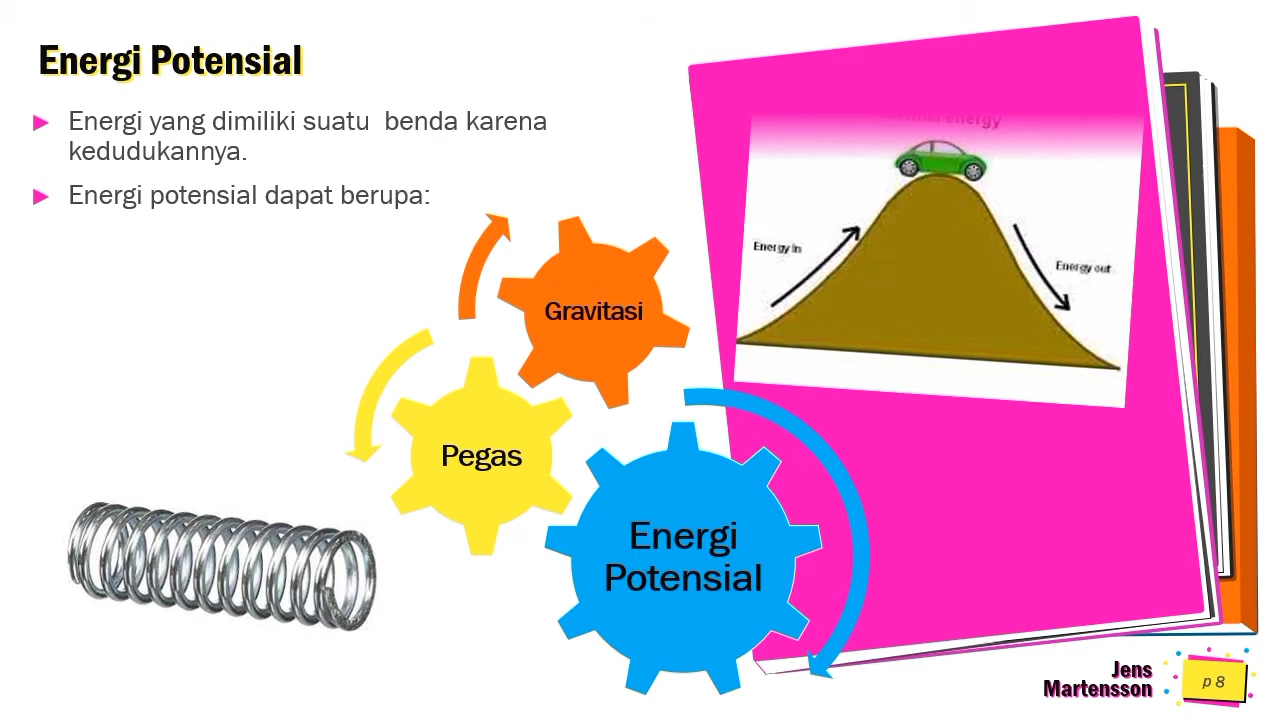 Energi Potensial
Energi yang dimiliki suatu benda karena
kedudukannya.
Energi potensial dapat berupa:
energy
Energy in
Energy out
Gravitasi
Pegas
Energi
Potensial
Jens
Martensson
p 8